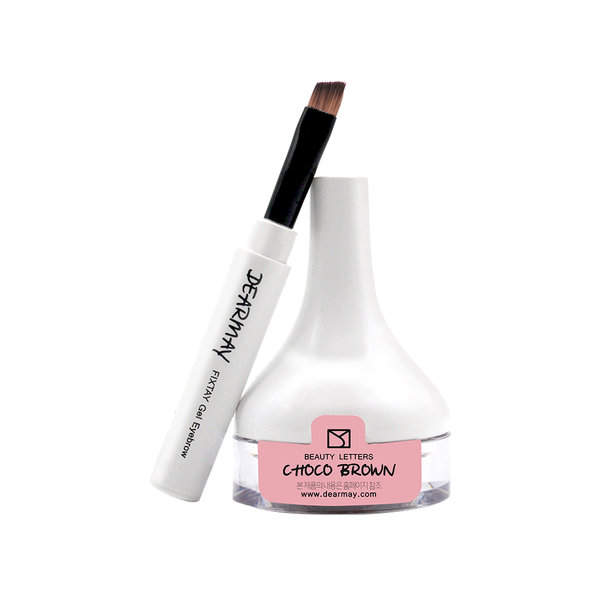 DEARMAY
FIXTAY Gel Eyebrow
BEAUTY LETTERS
CHOCO BROWN
본 제품의 내용은 홈페이지 참조
www.dearmay.com